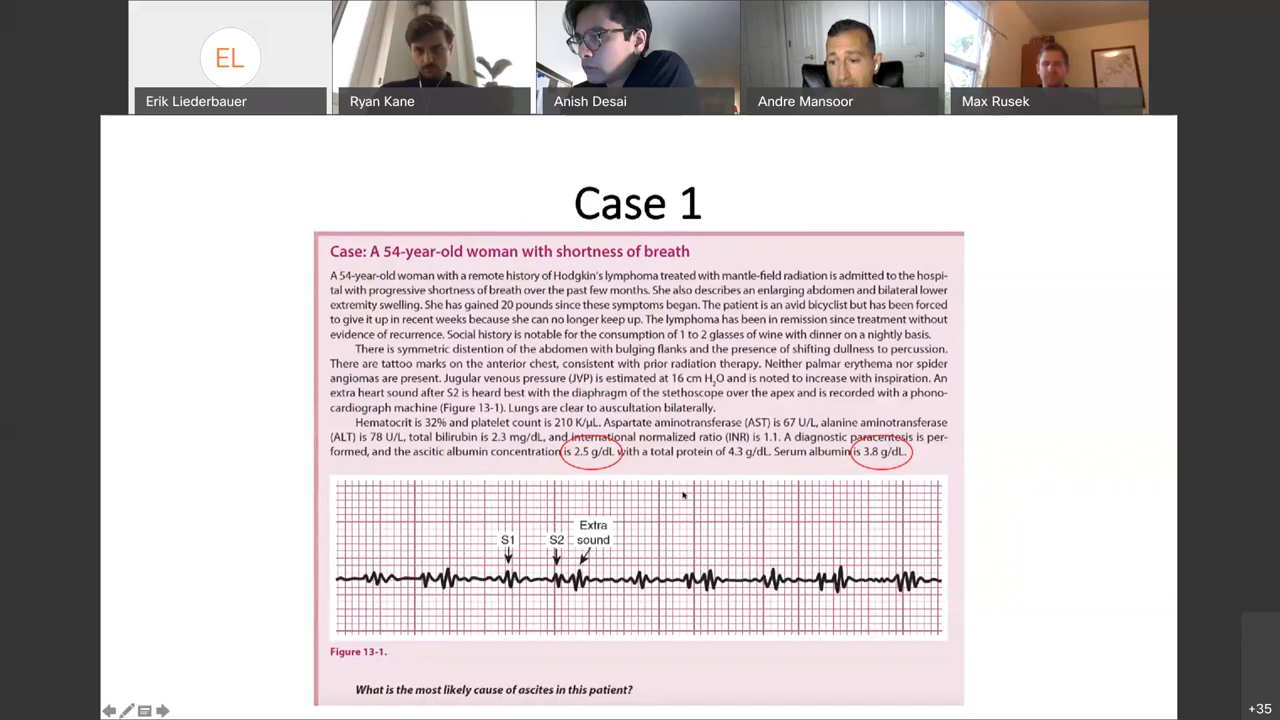 EL
Erik Liederbauer
Ryan Kane
Anish Desai
Andre Mansoor
Max Rusek
Case 1
Case: A 54-year-old woman with shortness of breath
A 54-year-old woman with a remote history of Hodgkin's lymphoma treated with mantle-field radiation is admitted to the hospi-
tal with progressive shortness of breath over the past few months. She also describes an enlarging abdomen and bilateral lower
extremity swelling. She has gained 20 pounds since these symptoms began. The patient is an avid bicyclist but has been forced
to give it up in recent weeks because she can no longer keep up. The lymphoma has been in remission since treatment without
evidence of recurrence. Social history is notable for the consumption of 1 to 2 glasses of wine with dinner on a nightly basis.
There is symmetric distention of the abdomen with bulging flanks and the presence of shifting dullness to percussion.
There are tattoo marks on the anterior chest, consistent with prior radiation therapy. Neither palmar erythema nor spider
angiomas are present. Jugular venous pressure (JVP) is estimated at 16 cm H₂O and is noted to increase with inspiration. An
extra heart sound after S2 is heard best with the diaphragm of the stethoscope over the apex and is recorded with a phono-
cardiograph machine (Figure 13-1). Lungs are clear to auscultation bilaterally.
Hematocrit is 32% and platelet count is 210 K/µL. Aspartate aminotransferase (AST) is 67 U/L, alanine aminotransferase
(ALT) is 78 U/L, total bilirubin is 2.3 mg/dL, and international normalized ratio (INR) is 1.1. A diagnostic paracentesis is per-
formed, and the ascitic albumin concentration is 2.5 g/dL with a total protein of 4.3 g/dL. Serum albumin is 3.8 g/dL.
Extra
S1 S2 sound
Figure 13-1.
What is the most likely cause of ascites in this patient?
+35